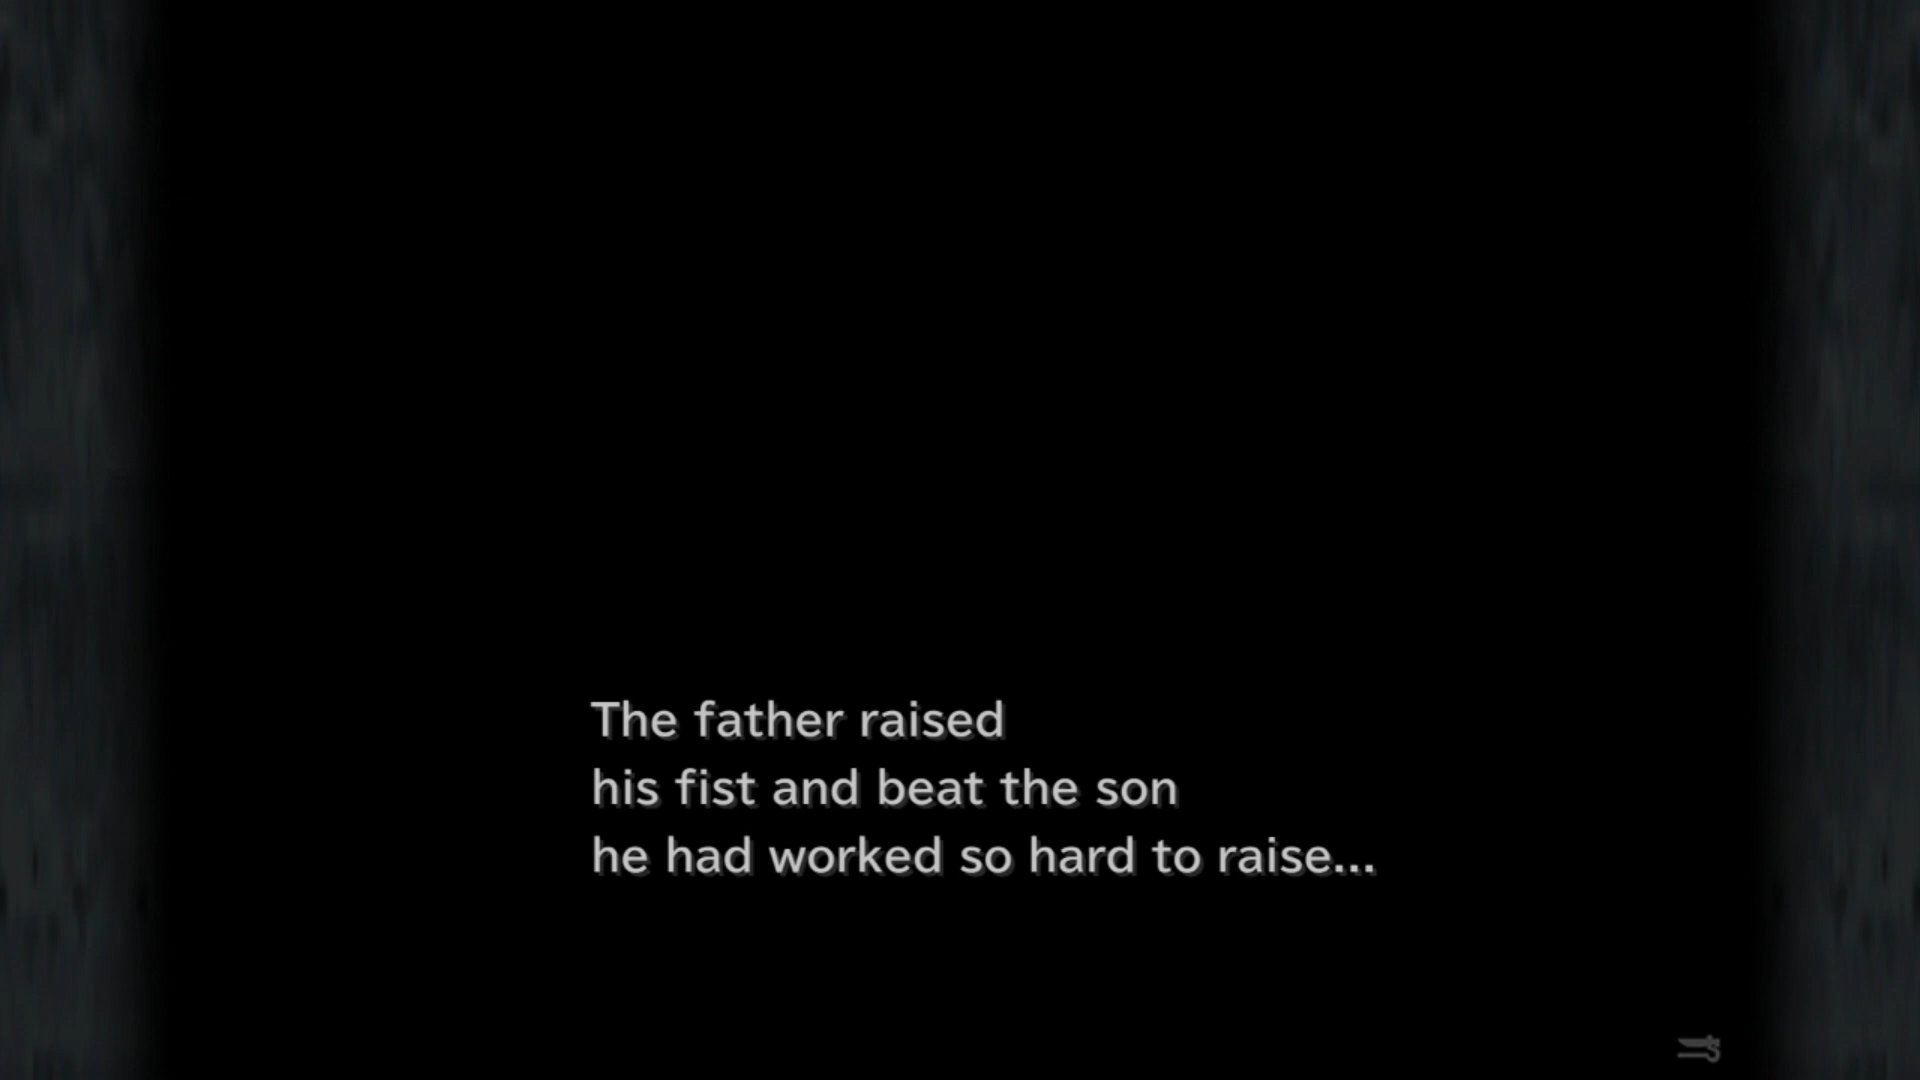 The father raised
his fist and beat the son
he had worked so hard to raise...